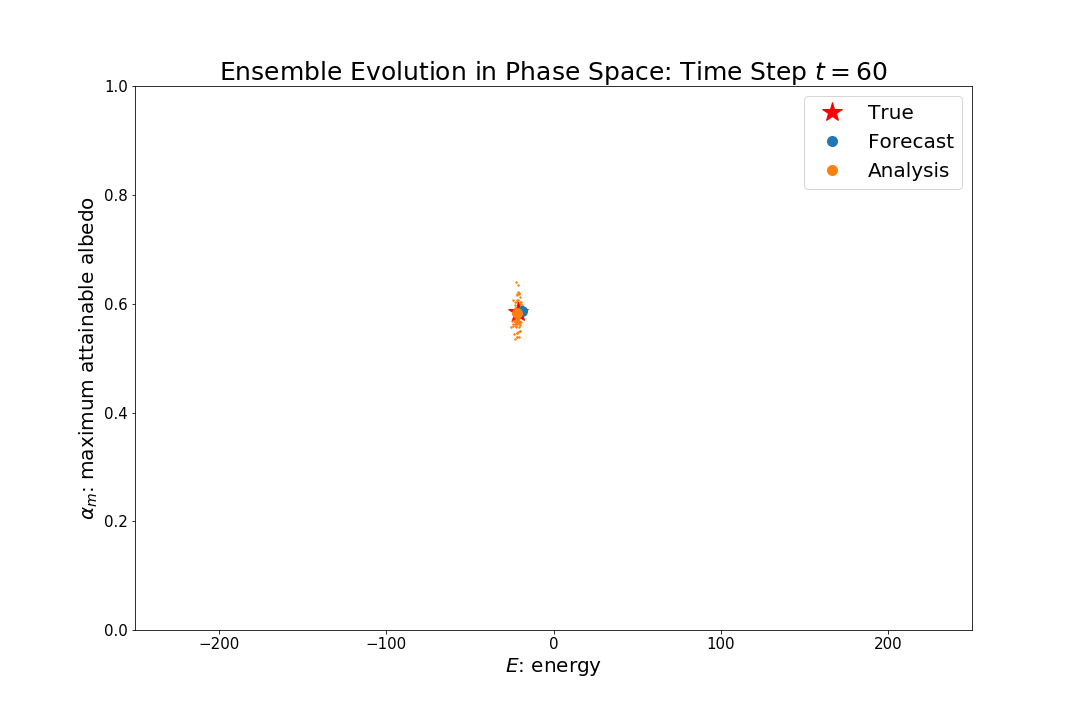 Ensemble Evolution in Phase Space: Time Step t = 60
True
Forecast
Analysis
1.0
0.8
0.6
0.4
0.2
0.0
αₘ: maximum attainable albedo
−200
−100
0
100
200
E: energy